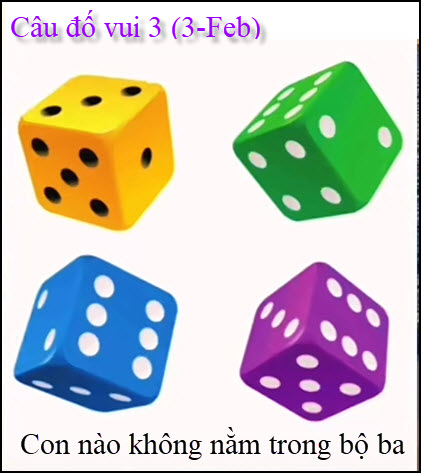 Câu đố vui 3 (3-Feb)
Con nào không nằm trong bộ ba